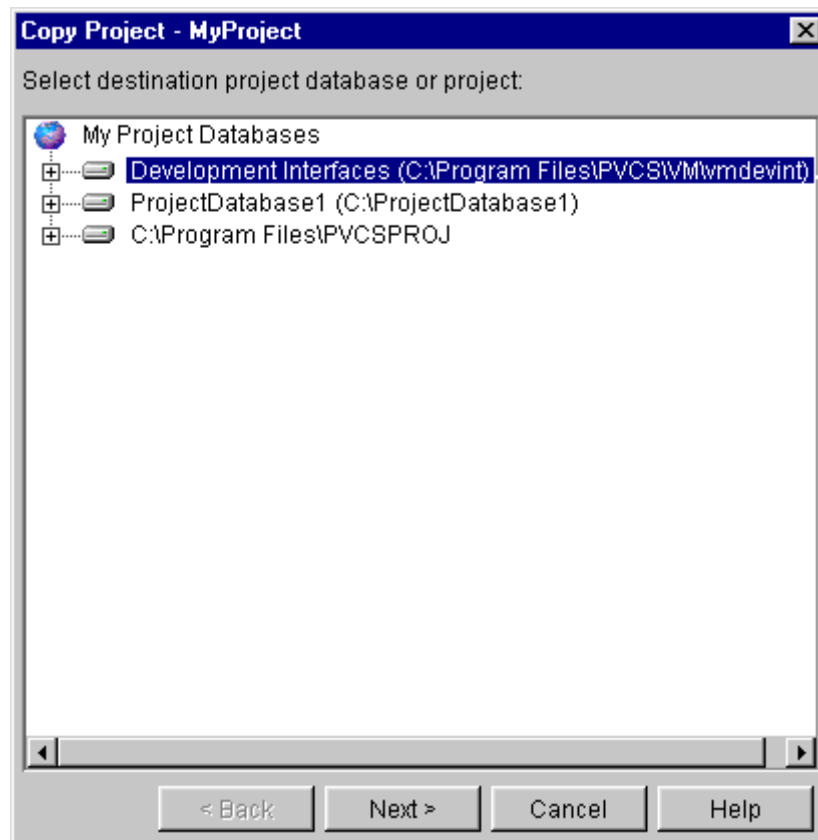 Copy Project - MyProject
Select destination project database or project:
My Project Databases
Development Interfaces (C:\Program Files\PVCS\VM\vmdevint)
ProjectDatabase1 (C:\ProjectDatabase1)
C:\Program Files\PVCSPROJ
< Back Next > Cancel Help